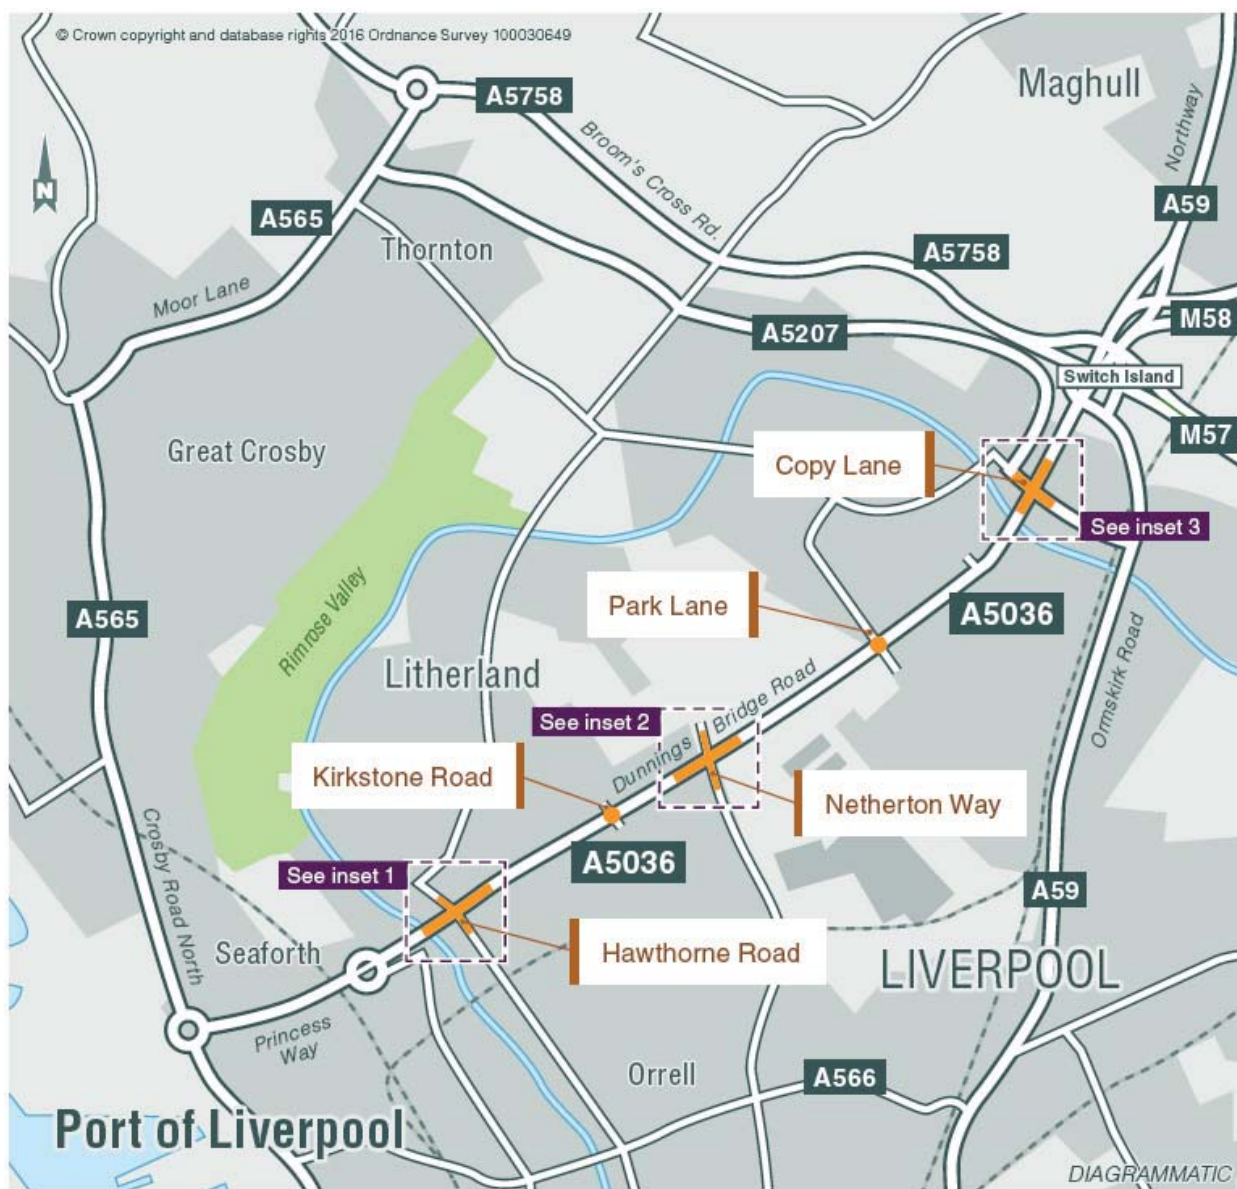 © Crown copyright and database rights 2016 Ordnance Survey 100030649
Maghull
A5758
Northway
Broom's Cross Rd.
N
A565
A59
Thornton
A5758
Moor Lane
M58
A5207
Switch Island
Great Crosby
M57
Copy Lane
See inset 3
Rimrose Valley
Park Lane
A565
A5036
Litherland
Ormskirk Road
See inset 2
Dunnings Bridge Road
Kirkstone Road
Netherton Way
A5036
See inset 1
Crosby Road North
A59
Seaforth
Hawthorne Road
LIVERPOOL
Princess
Way
Orrell
A566
Port of Liverpool
DIAGRAMMATIC